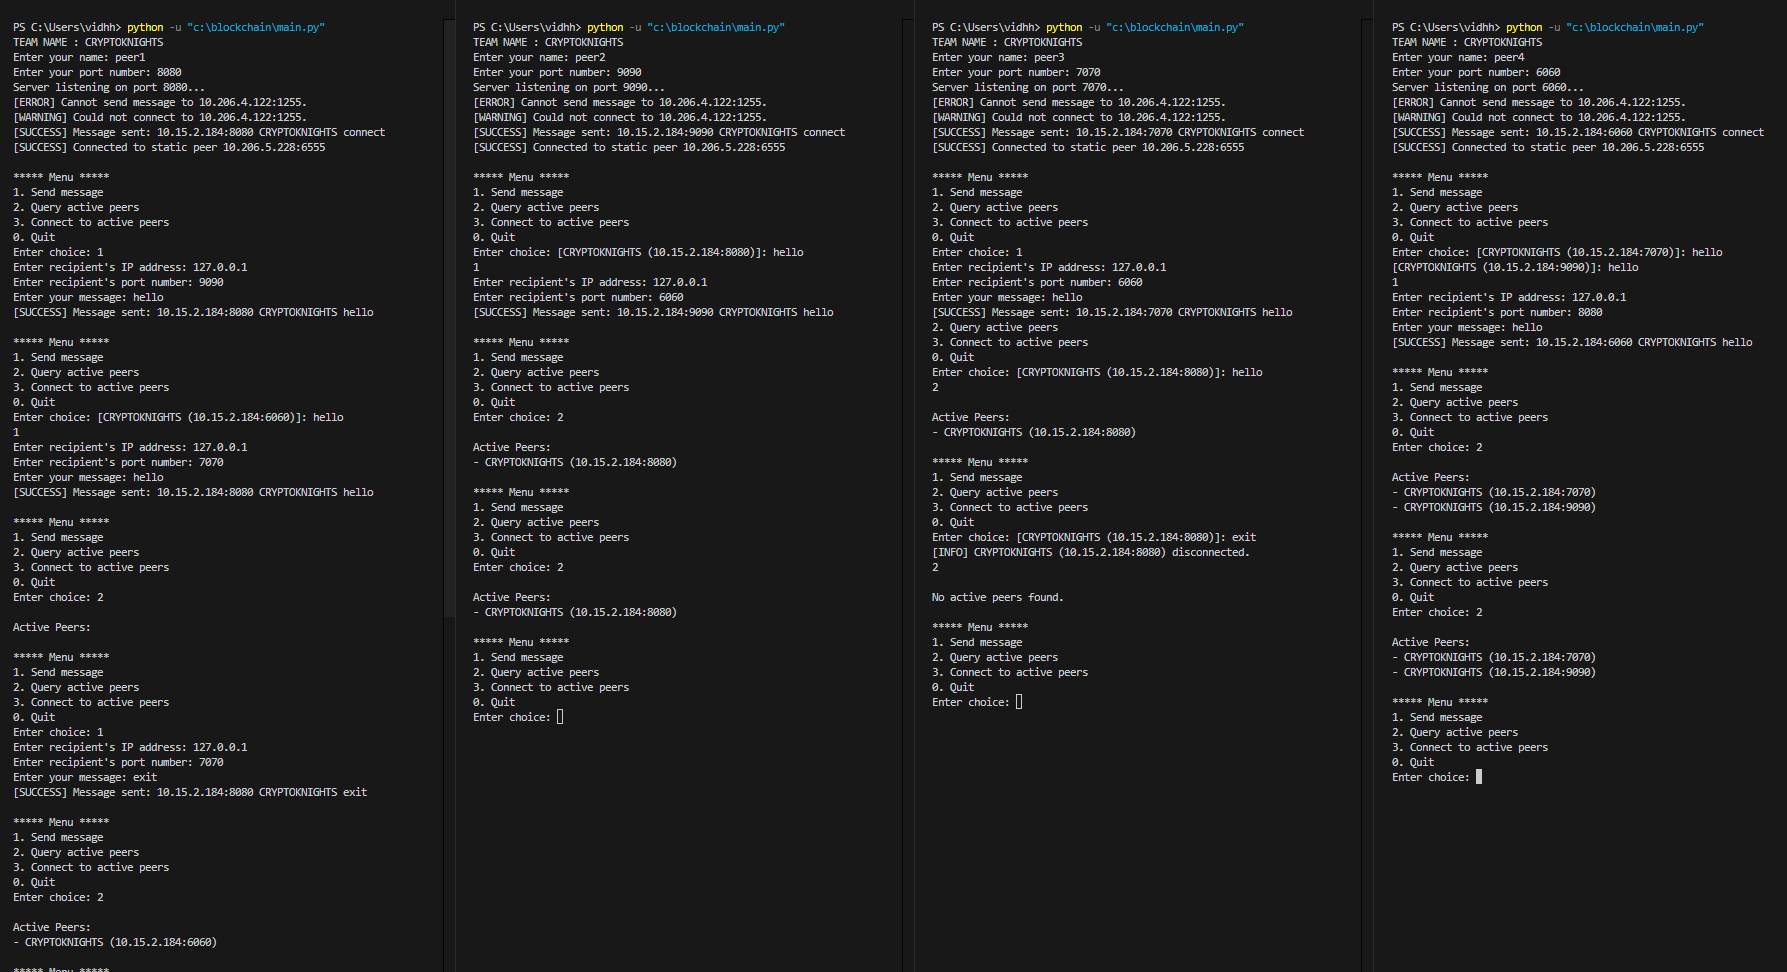 PS C:\Users\vidhh> python -u "c:\blockchain\main.py"
TEAM NAME : CRYPTOKNIGHTS
Enter your name: peer1
Enter your port number: 8080
Server listening on port 8080...
[ERROR] Cannot send message to 10.206.4.122:1255.
[WARNING] Could not connect to 10.206.4.122:1255.
[SUCCESS] Message sent: 10.15.2.184:8080 CRYPTOKNIGHTS connect
[SUCCESS] Connected to static peer 10.206.5.228:6555
***** Menu *****
1. Send message
2. Query active peers
3. Connect to active peers
0. Quit
Enter choice: 1
Enter recipient's IP address: 127.0.0.1
Enter recipient's port number: 9090
Enter your message: hello
[SUCCESS] Message sent: 10.15.2.184:8080 CRYPTOKNIGHTS hello
***** Menu *****
1. Send message
2. Query active peers
3. Connect to active peers
0. Quit
Enter choice: [CRYPTOKNIGHTS (10.15.2.184:6060)]: hello
1
Enter recipient's IP address: 127.0.0.1
Enter recipient's port number: 7070
Enter your message: hello
[SUCCESS] Message sent: 10.15.2.184:8080 CRYPTOKNIGHTS hello
***** Menu *****
1. Send message
2. Query active peers
3. Connect to active peers
0. Quit
Enter choice: 2
Active Peers:
***** Menu *****
1. Send message
2. Query active peers
3. Connect to active peers
0. Quit
Enter choice: 1
Enter recipient's IP address: 127.0.0.1
Enter recipient's port number: 7070
Enter your message: exit
[SUCCESS] Message sent: 10.15.2.184:8080 CRYPTOKNIGHTS exit
***** Menu *****
1. Send message
2. Query active peers
3. Connect to active peers
0. Quit
Enter choice: 2
Active Peers:
- CRYPTOKNIGHTS (10.15.2.184:6060)
***** Menu *****
PS C:\Users\vidhh> python -u "c:\blockchain\main.py"
TEAM NAME : CRYPTOKNIGHTS
Enter your name: peer2
Enter your port number: 9090
Server listening on port 9090...
[ERROR] Cannot send message to 10.206.4.122:1255.
[WARNING] Could not connect to 10.206.4.122:1255.
[SUCCESS] Message sent: 10.15.2.184:9090 CRYPTOKNIGHTS connect
[SUCCESS] Connected to static peer 10.206.5.228:6555
***** Menu *****
1. Send message
2. Query active peers
3. Connect to active peers
0. Quit
Enter choice: [CRYPTOKNIGHTS (10.15.2.184:8080)]: hello
1
Enter recipient's IP address: 127.0.0.1
Enter recipient's port number: 6060
[SUCCESS] Message sent: 10.15.2.184:9090 CRYPTOKNIGHTS hello
***** Menu *****
1. Send message
2. Query active peers
3. Connect to active peers
0. Quit
Enter choice: 2
Active Peers:
- CRYPTOKNIGHTS (10.15.2.184:8080)
***** Menu *****
1. Send message
2. Query active peers
3. Connect to active peers
0. Quit
Enter choice: 2
Active Peers:
- CRYPTOKNIGHTS (10.15.2.184:8080)
***** Menu *****
1. Send message
2. Query active peers
3. Connect to active peers
0. Quit
Enter choice:
PS C:\Users\vidhh> python -u "c:\blockchain\main.py"
TEAM NAME : CRYPTOKNIGHTS
Enter your name: peer3
Enter your port number: 7070
Server listening on port 7070...
[ERROR] Cannot send message to 10.206.4.122:1255.
[WARNING] Could not connect to 10.206.4.122:1255.
[SUCCESS] Message sent: 10.15.2.184:7070 CRYPTOKNIGHTS connect
[SUCCESS] Connected to static peer 10.206.5.228:6555
***** Menu *****
1. Send message
2. Query active peers
3. Connect to active peers
0. Quit
Enter choice: 1
Enter recipient's IP address: 127.0.0.1
Enter recipient's port number: 6060
Enter your message: hello
[SUCCESS] Message sent: 10.15.2.184:7070 CRYPTOKNIGHTS hello
2. Query active peers
3. Connect to active peers
0. Quit
Enter choice: [CRYPTOKNIGHTS (10.15.2.184:8080)]: hello
2
Active Peers:
- CRYPTOKNIGHTS (10.15.2.184:8080)
***** Menu *****
1. Send message
2. Query active peers
3. Connect to active peers
0. Quit
Enter choice: [CRYPTOKNIGHTS (10.15.2.184:8080)]: exit
[INFO] CRYPTOKNIGHTS (10.15.2.184:8080) disconnected.
2
No active peers found.
***** Menu *****
1. Send message
2. Query active peers
3. Connect to active peers
0. Quit
Enter choice:
PS C:\Users\vidhh> python -u "c:\blockchain\main.py"
TEAM NAME : CRYPTOKNIGHTS
Enter your name: peer4
Enter your port number: 6060
Server listening on port 6060...
[ERROR] Cannot send message to 10.206.4.122:1255.
[WARNING] Could not connect to 10.206.4.122:1255.
[SUCCESS] Message sent: 10.15.2.184:6060 CRYPTOKNIGHTS connect
[SUCCESS] Connected to static peer 10.206.5.228:6555
***** Menu *****
1. Send message
2. Query active peers
3. Connect to active peers
0. Quit
Enter choice: [CRYPTOKNIGHTS (10.15.2.184:7070)]: hello
[CRYPTOKNIGHTS (10.15.2.184:9090)]: hello
1
Enter recipient's IP address: 127.0.0.1
Enter recipient's port number: 8080
Enter your message: hello
[SUCCESS] Message sent: 10.15.2.184:6060 CRYPTOKNIGHTS hello
***** Menu *****
1. Send message
2. Query active peers
3. Connect to active peers
0. Quit
Enter choice: 2
Active Peers:
- CRYPTOKNIGHTS (10.15.2.184:7070)
- CRYPTOKNIGHTS (10.15.2.184:9090)
***** Menu *****
1. Send message
2. Query active peers
3. Connect to active peers
0. Quit
Enter choice: 2
Active Peers:
- CRYPTOKNIGHTS (10.15.2.184:7070)
- CRYPTOKNIGHTS (10.15.2.184:9090)
***** Menu *****
1. Send message
2. Query active peers
3. Connect to active peers
0. Quit
Enter choice: